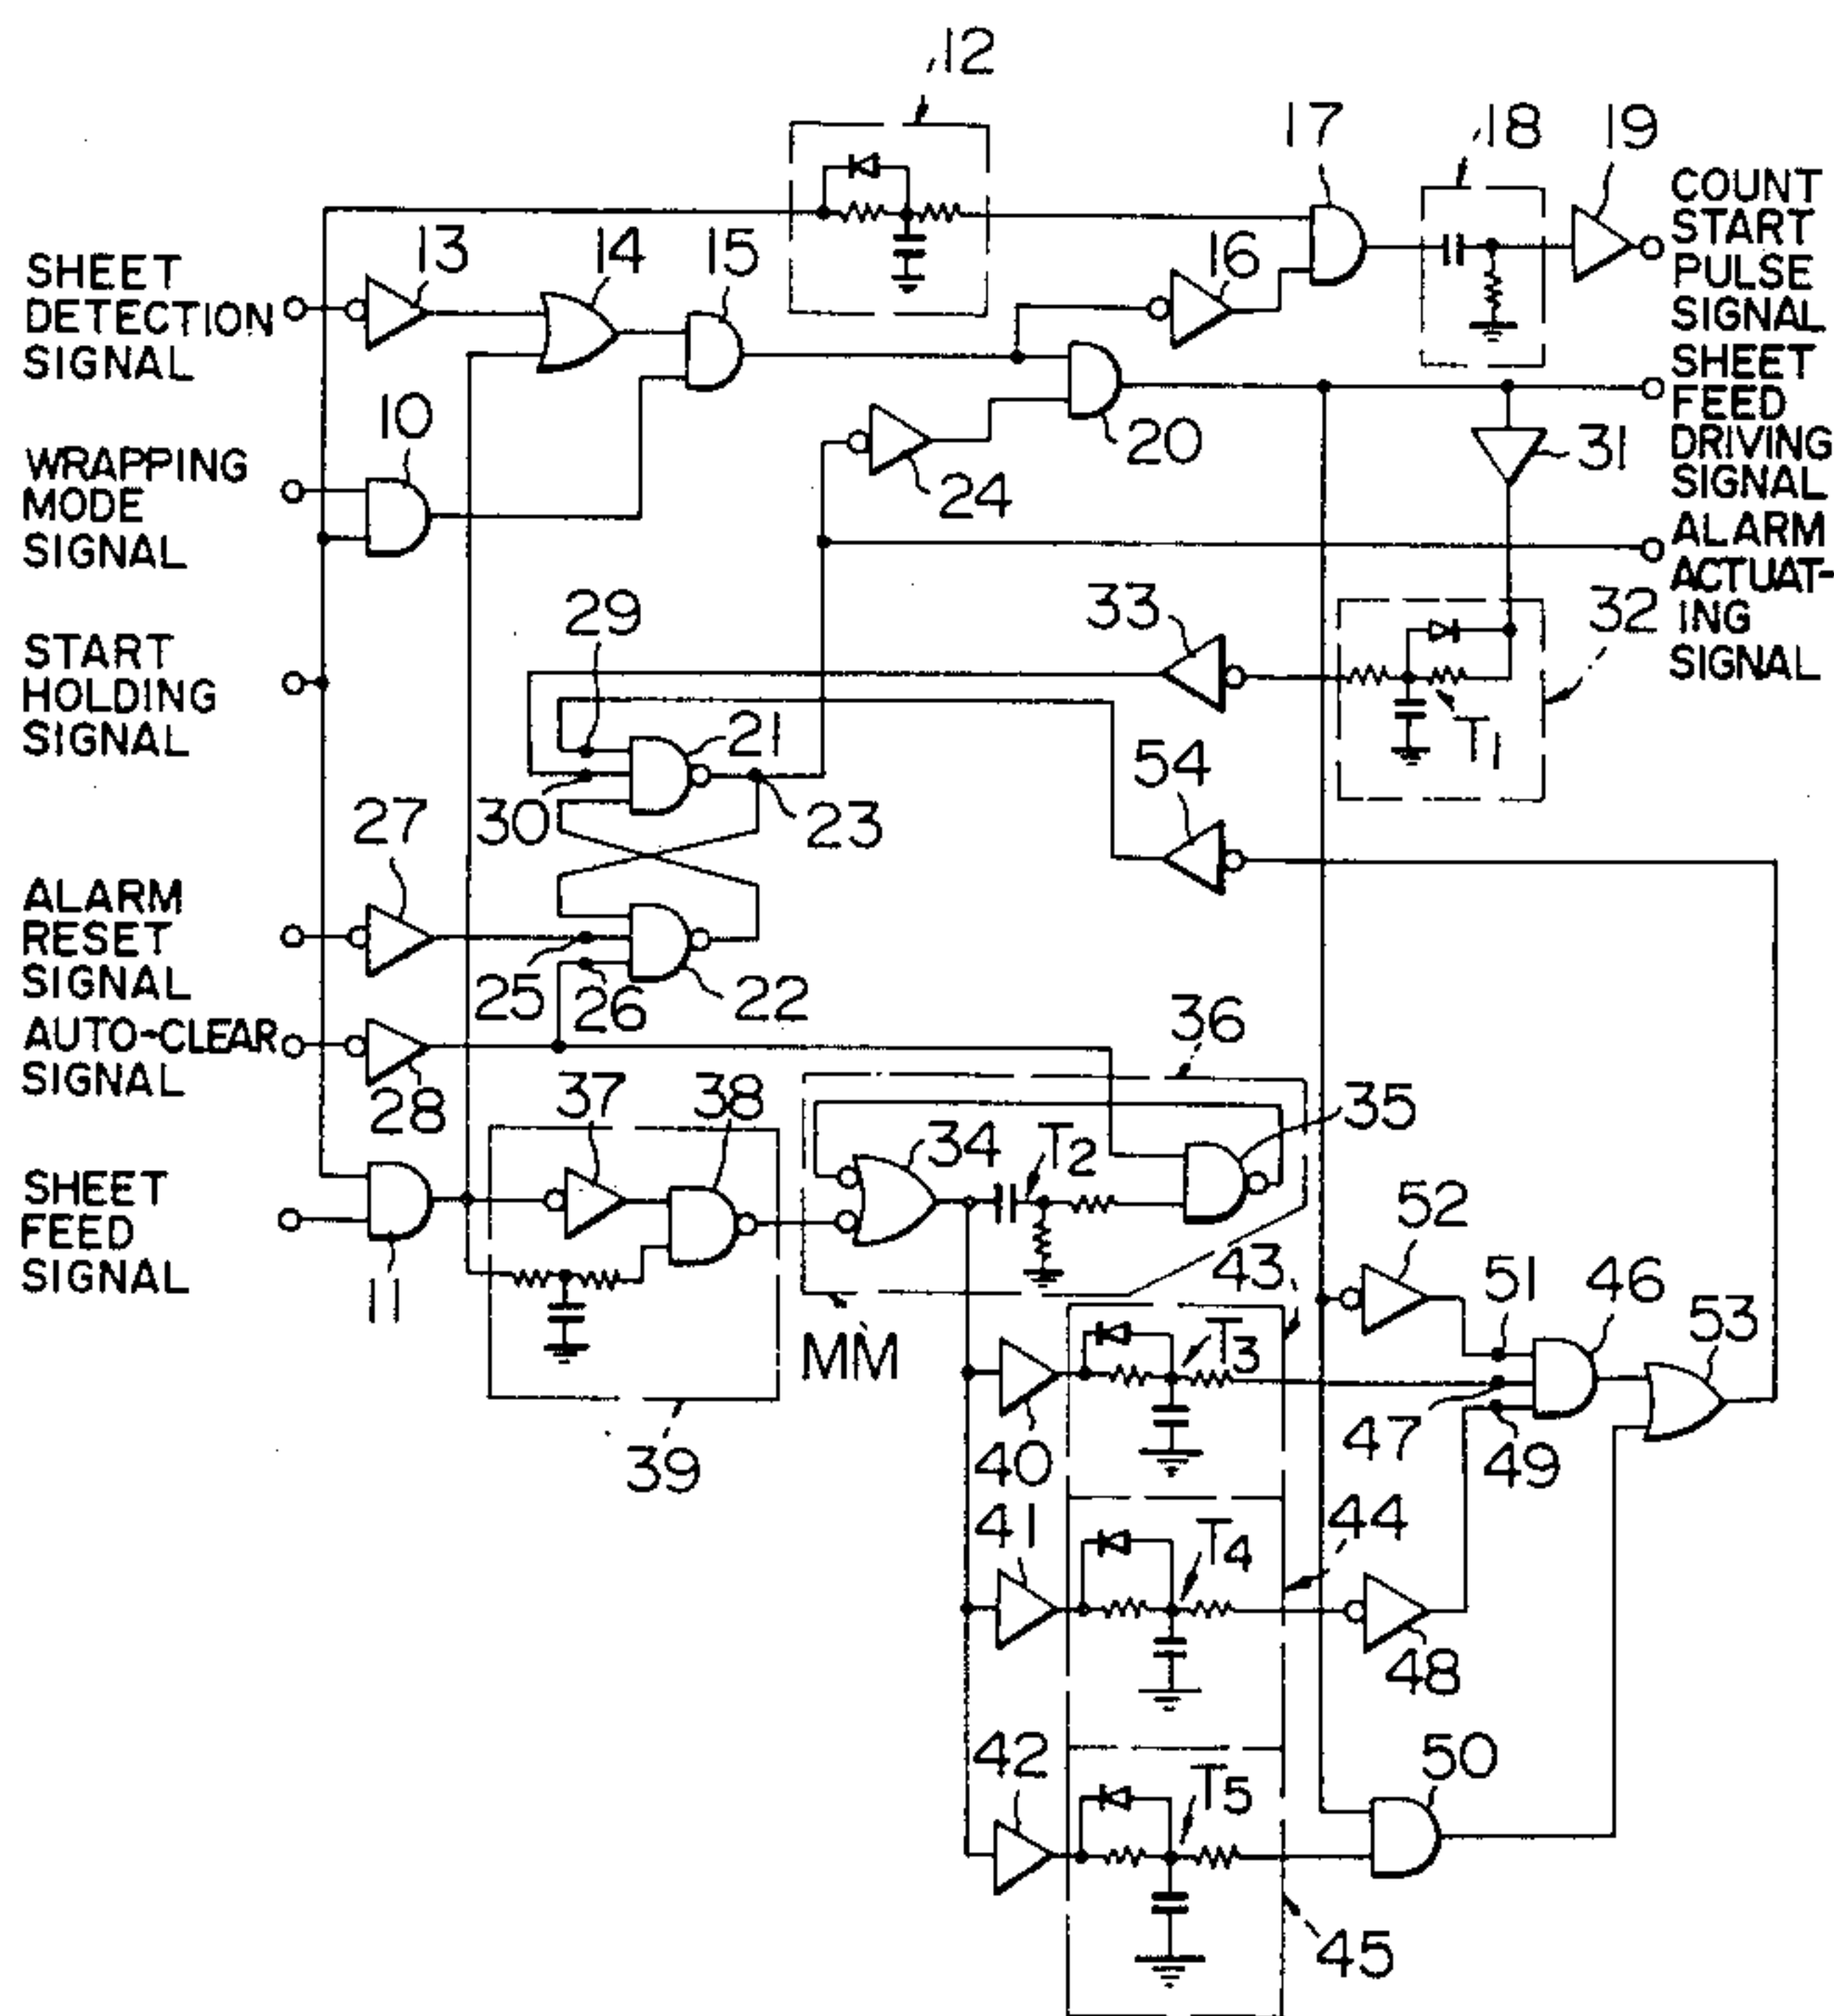 12
17
18
19
COUNT
START
PULSE
SIGNAL
13
14
15
16
SHEET
DETECTION
SIGNAL
SHEET
FEED
DRIVING
SIGNAL
10
20
31
24
WRAPPING
MODE
SIGNAL
ALARM
ACTUAT-
ING
SIGNAL
29
33
32
START
HOLDING
SIGNAL
21
T1
54
30
23
27
ALARM
RESET
SIGNAL
25
26
22
36
AUTO-CLEAR
SIGNAL
28
37
38
35
34
T2
SHEET
FEED
SIGNAL
52
11
43
51
46
53
MM
T3
39
40
47
49
41
T4
44
48
42
T5
50
45